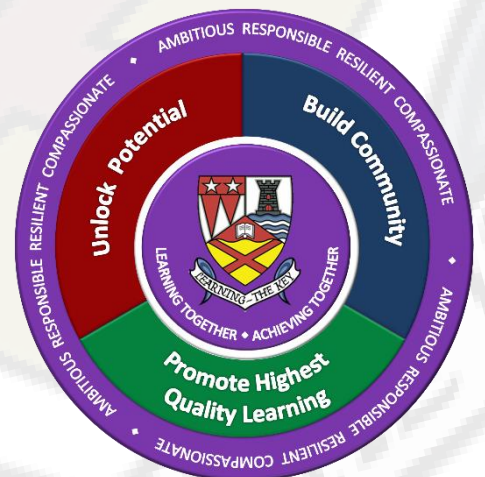 AMBITIOUS RESPONSIBLE RESILIENT COMPASSIONATE
•
AMBITIOUS RESPONSIBLE RESILIENT COMPASSIONATE
•
AMBITIOUS RESPONSIBLE RESILIENT COMPASSIONATE
•
Unlock Potential
Build Community
Promote Highest
Quality Learning
LEARNING TOGETHER • ACHIEVING TOGETHER
LEARNING - THE KEY